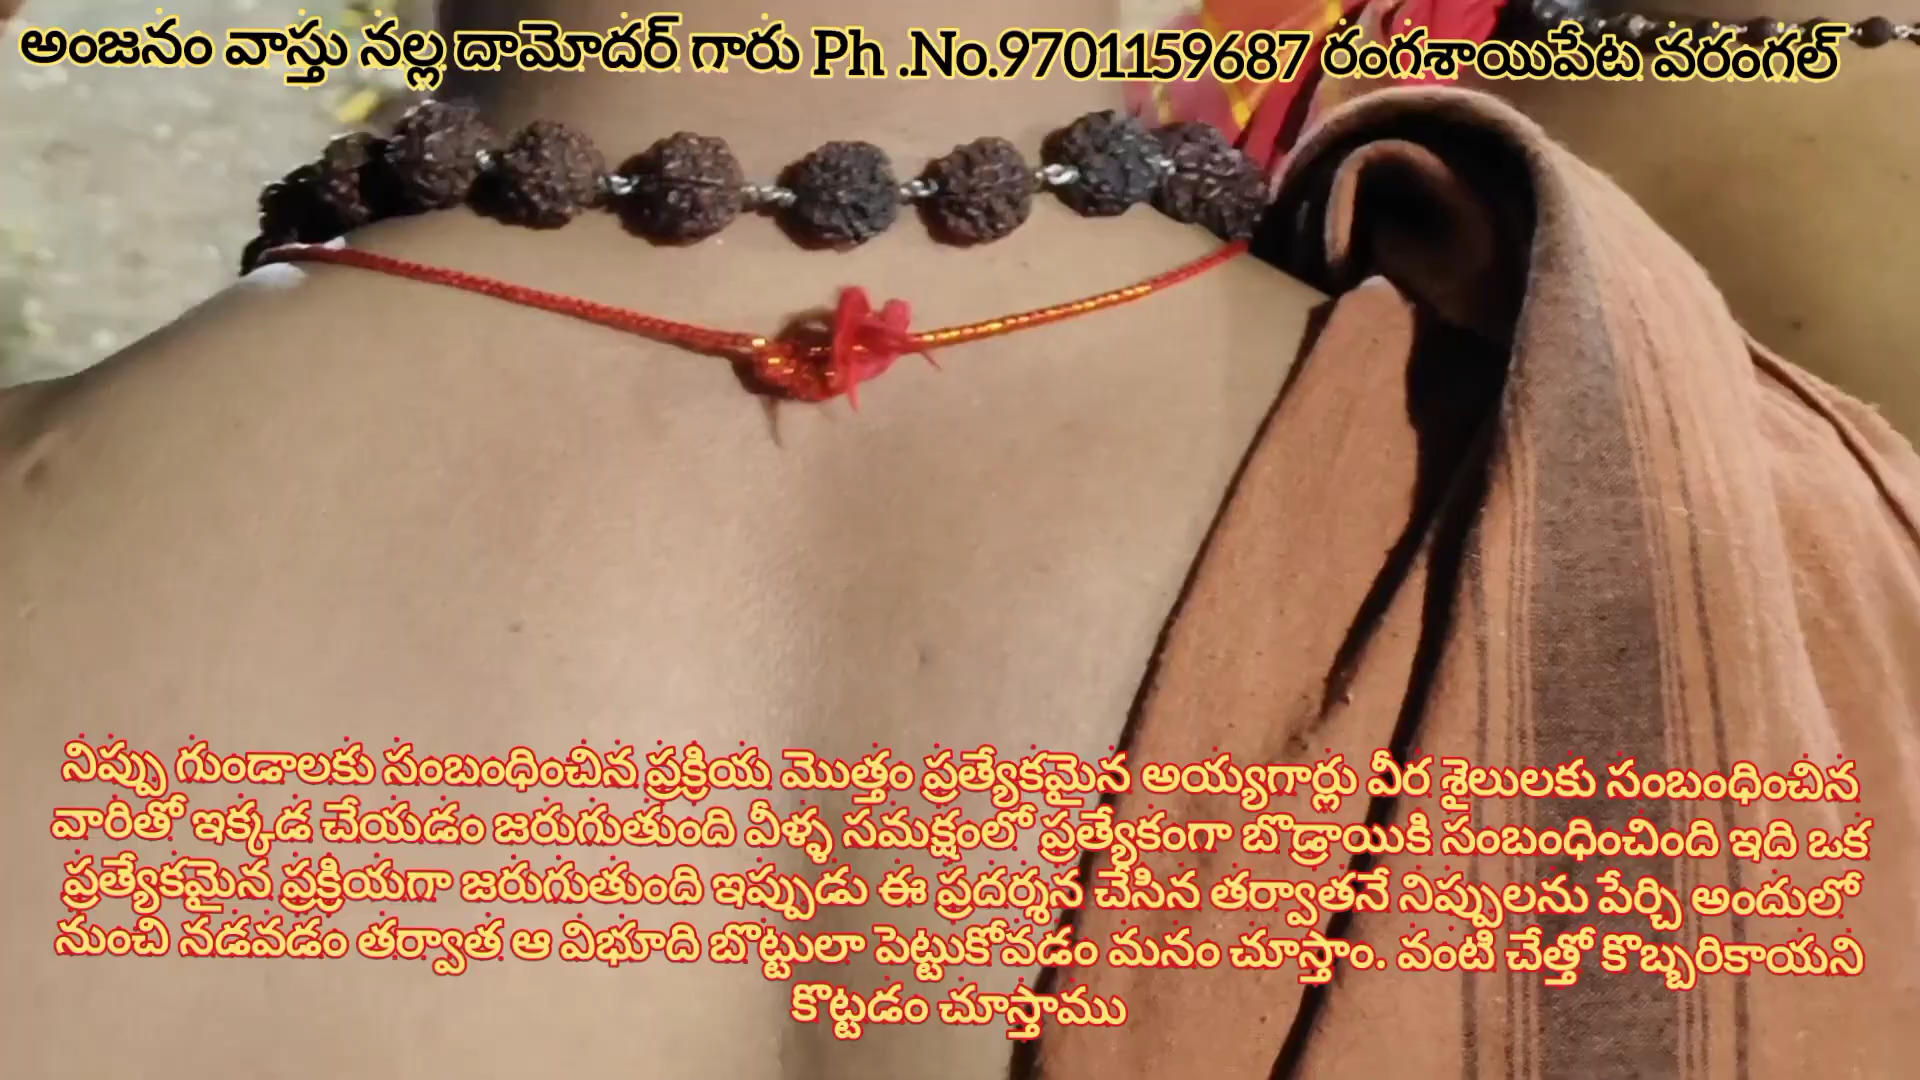 అంజనం వాస్తు నల్ల దామోదర్ గారు Ph .No.9701159687 రంగశాయిపేట వరంగల్
నిప్పు గుండాలకు సంబంధించిన ప్రక్రియ మొత్తం ప్రత్యేకమైన అయ్యగార్లు వీర శైలులకు సంబంధించిన
వారితో ఇక్కడ చేయడం జరుగుతుంది వీళ్ళ సమక్షంలో ప్రత్యేకంగా బొడ్రాయికి సంబంధించింది ఇది ఒక
ప్రత్యేకమైన ప్రక్రియగా జరుగుతుంది ఇప్పుడు ఈ ప్రదర్శన చేసిన తర్వాతనే నిప్పులను పేర్చి అందులో
నుంచి నడవడం తర్వాత ఆ విభూది బొట్టులా పెట్టుకోవడం మనం చూస్తాం. వంటి చేత్తో కొబ్బరికాయని
కొట్టడం చూస్తాము